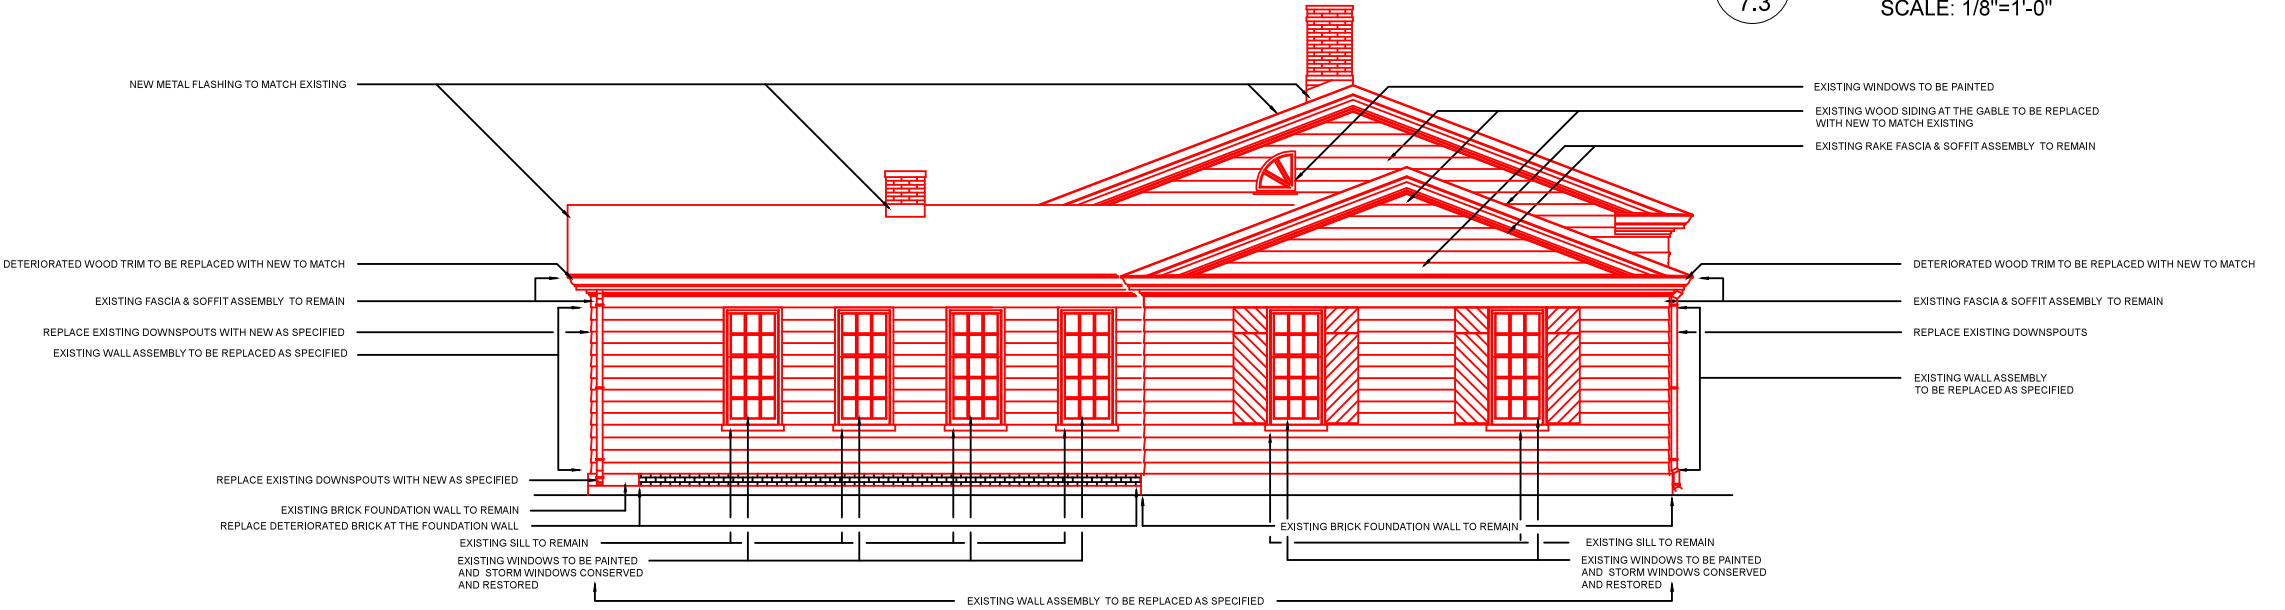 7.3
SCALE: 1/8"=1'-0"
NEW METAL FLASHING TO MATCH EXISTING
EXISTING WINDOWS TO BE PAINTED
EXISTING WOOD SIDING AT THE GABLE TO BE REPLACED
WITH NEW TO MATCH EXISTING
EXISTING RAKE FASCIA & SOFFIT ASSEMBLY TO REMAIN
DETERIORATED WOOD TRIM TO BE REPLACED WITH NEW TO MATCH
EXISTING FASCIA & SOFFIT ASSEMBLY TO REMAIN
REPLACE EXISTING DOWNSPOUTS WITH NEW AS SPECIFIED
EXISTING WALL ASSEMBLY TO BE REPLACED AS SPECIFIED
DETERIORATED WOOD TRIM TO BE REPLACED WITH NEW TO MATCH
EXISTING FASCIA & SOFFIT ASSEMBLY TO REMAIN
REPLACE EXISTING DOWNSPOUTS
EXISTING WALL ASSEMBLY
TO BE REPLACED AS SPECIFIED
REPLACE EXISTING DOWNSPOUTS WITH NEW AS SPECIFIED
EXISTING BRICK FOUNDATION WALL TO REMAIN
REPLACE DETERIORATED BRICK AT THE FOUNDATION WALL
EXISTING SILL TO REMAIN
EXISTING WINDOWS TO BE PAINTED
AND STORM WINDOWS CONSERVED
AND RESTORED
EXISTING BRICK FOUNDATION WALL TO REMAIN
EXISTING SILL TO REMAIN
EXISTING WINDOWS TO BE PAINTED
AND STORM WINDOWS CONSERVED
AND RESTORED
EXISTING WALL ASSEMBLY TO BE REPLACED AS SPECIFIED